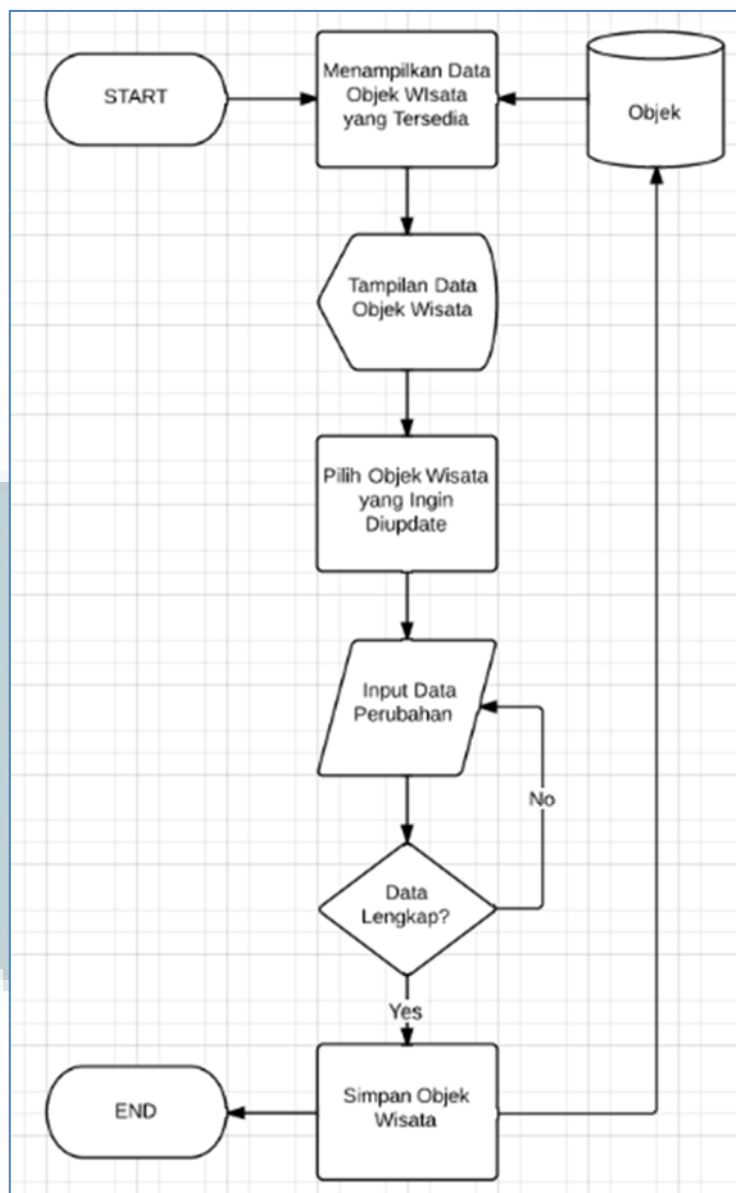 START
Menampilkan Data
Objek WIsata
yang Tersedia
Objek
Tampilan Data
Objek Wisata
Pilih Objek Wisata
yang Ingin
Diupdate
Input Data
Perubahan
No
Data
Lengkap?
Yes
Simpan Objek
Wisata
END